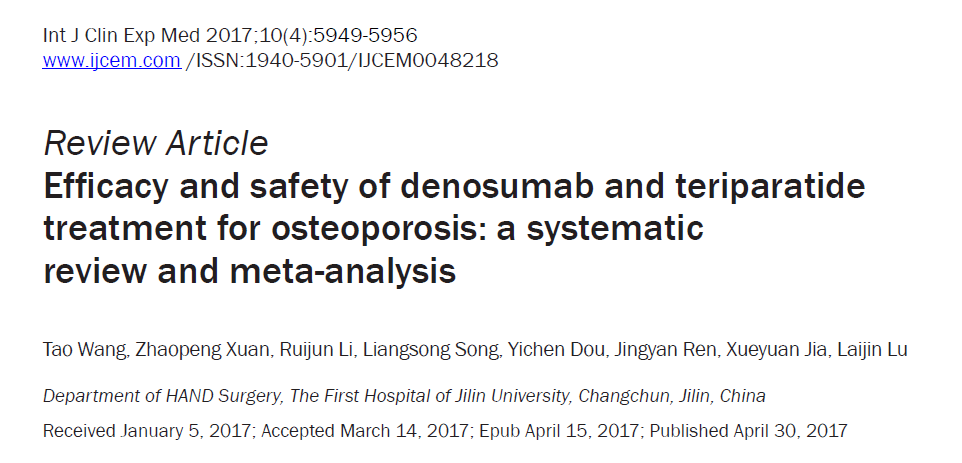 Int J Clin Exp Med 2017;10(4):5949-5956
www.ijcem.com /ISSN:1940-5901/IJCEM0048218
Review Article
Efficacy and safety of denosumab and teriparatide
treatment for osteoporosis: a systematic
review and meta-analysis
Tao Wang, Zhaopeng Xuan, Ruijun Li, Liangsong Song, Yichen Dou, Jingyan Ren, Xueyuan Jia, Laijin Lu
Department of HAND Surgery, The First Hospital of Jilin University, Changchun, Jilin, China
Received January 5, 2017; Accepted March 14, 2017; Epub April 15, 2017; Published April 30, 2017